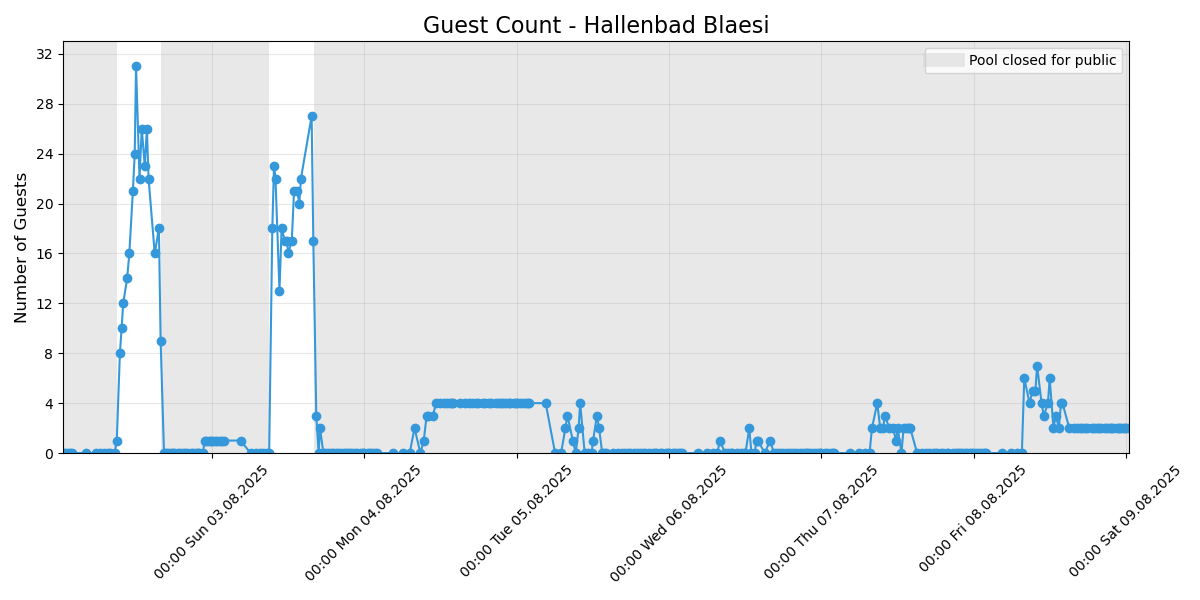 Guest Count - Hallenbad Blaesi
Pool closed for public
Number of Guests
32
28
24
20
16
12
8
4
0
00:00 Sun 03.08.2025
00:00 Mon 04.08.2025
00:00 Tue 05.08.2025
00:00 Wed 06.08.2025
00:00 Thu 07.08.2025
00:00 Fri 08.08.2025
00:00 Sat 09.08.2025